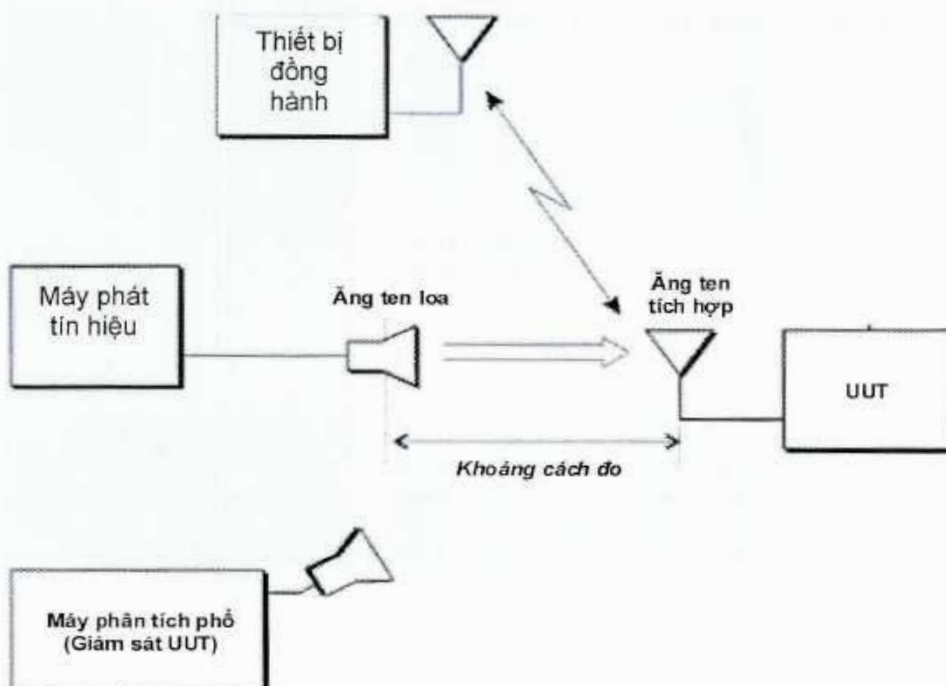 Thiết bị
đồng
hành
Máy phát
tín hiệu
Ăng ten loa
Ăng ten
tích hợp
UUT
Khoảng cách đo
Máy phân tích phổ
(Giám sát UUT)